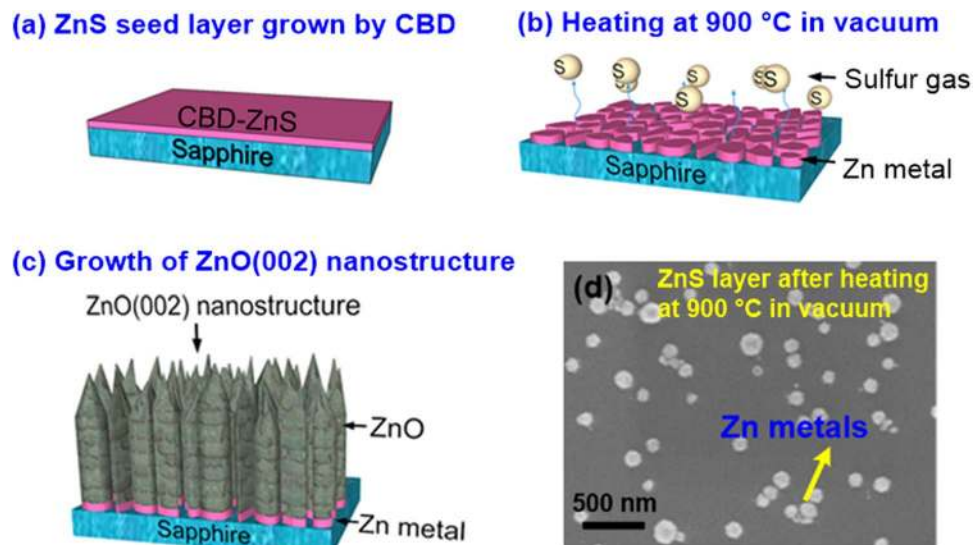 (a) ZnS seed layer grown by CBD
CBD-ZnS
Sapphire
(b) Heating at 900 °C in vacuum
S
S
S
S
S
S
Sulfur gas
Zn metal
Sapphire
(c) Growth of ZnO(002) nanostructure
ZnO(002) nanostructure
ZnO
Zn metal
Sapphire
(d)
ZnS layer after heating
at 900 °C in vacuum
Zn metals
500 nm